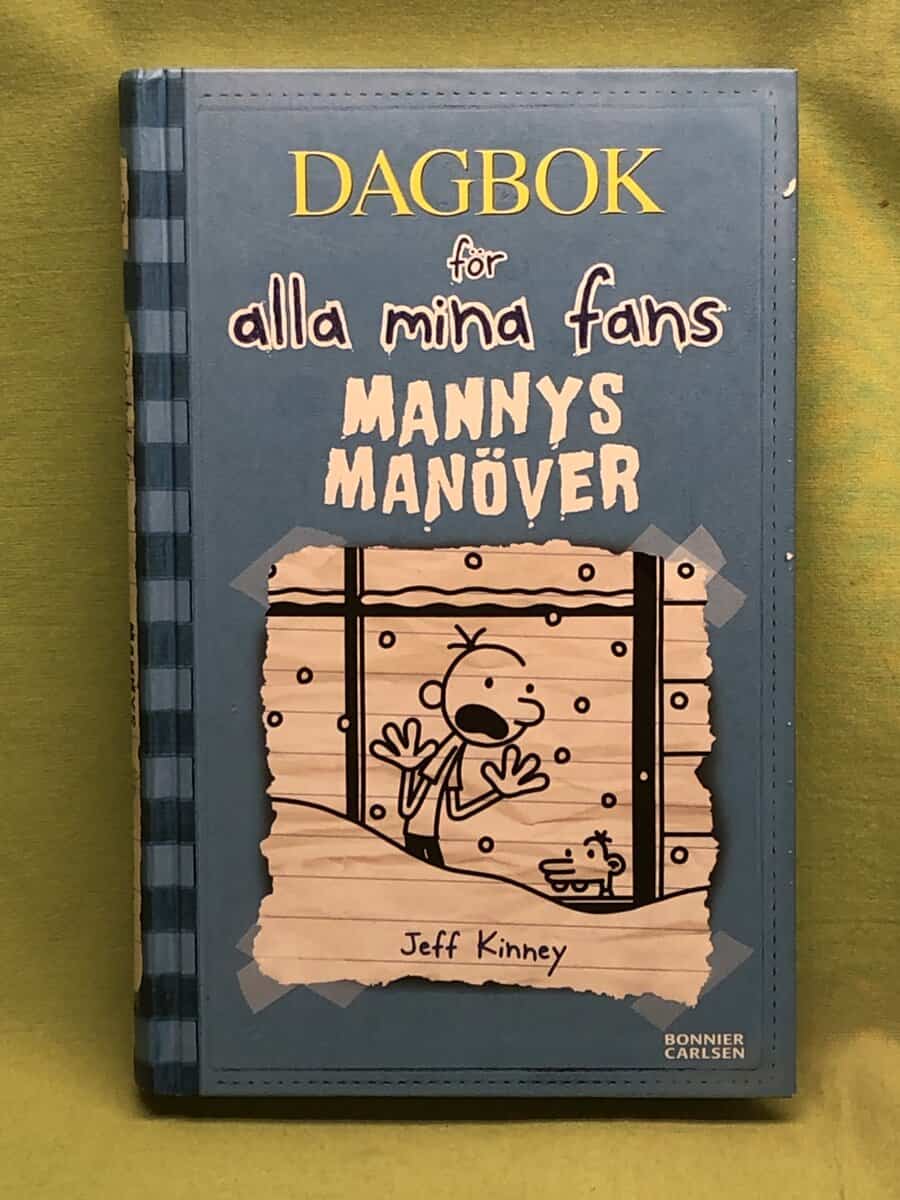 DAGBOK
för
alla mina fans
MANNYS
MANÖVER
Jeff Kinney
BONNIER
CARLSEN